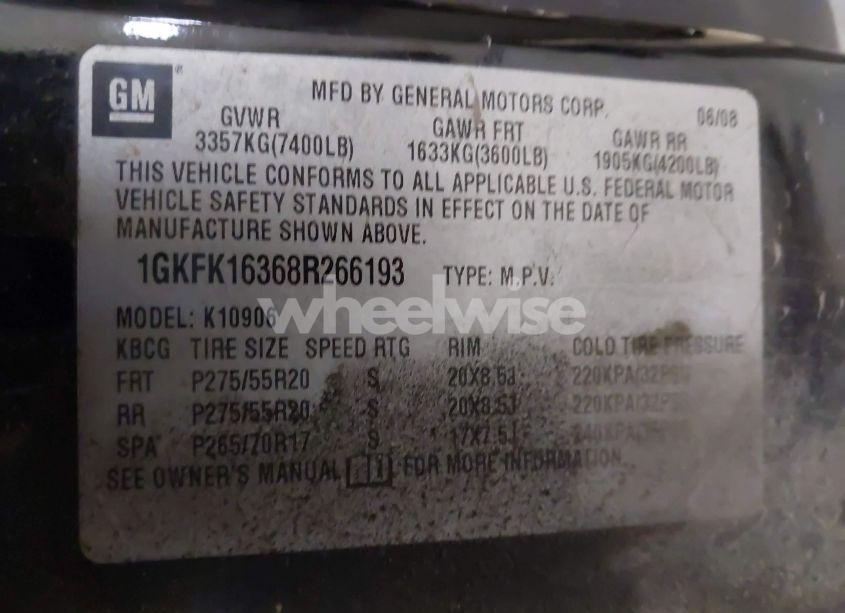 GM ®
MFD BY GENERAL MOTORS CORP. 06/08
GVWR GAWR FRT GAWR RR
3357KG(7400LB) 1633KG(3600LB) 1905KG(4200LB)
THIS VEHICLE CONFORMS TO ALL APPLICABLE U.S. FEDERAL MOTOR
VEHICLE SAFETY STANDARDS IN EFFECT ON THE DATE OF
MANUFACTURE SHOWN ABOVE.
1GKFK16368R266193 TYPE: M.P.V.
wheelwise
MODEL: K10906
KBCG TIRE SIZE SPEED RTG RIM COLD TIRE PRESSURE
FRT P275/55R20 S 20X8.5J 220KPA(32PSI)
RR P275/55R20 S 20X8.5J 220KPA(32PSI)
SPA P265/70R17 S 17X7.5J
SEE OWNER'S MANUAL FOR MORE INFORMATION.